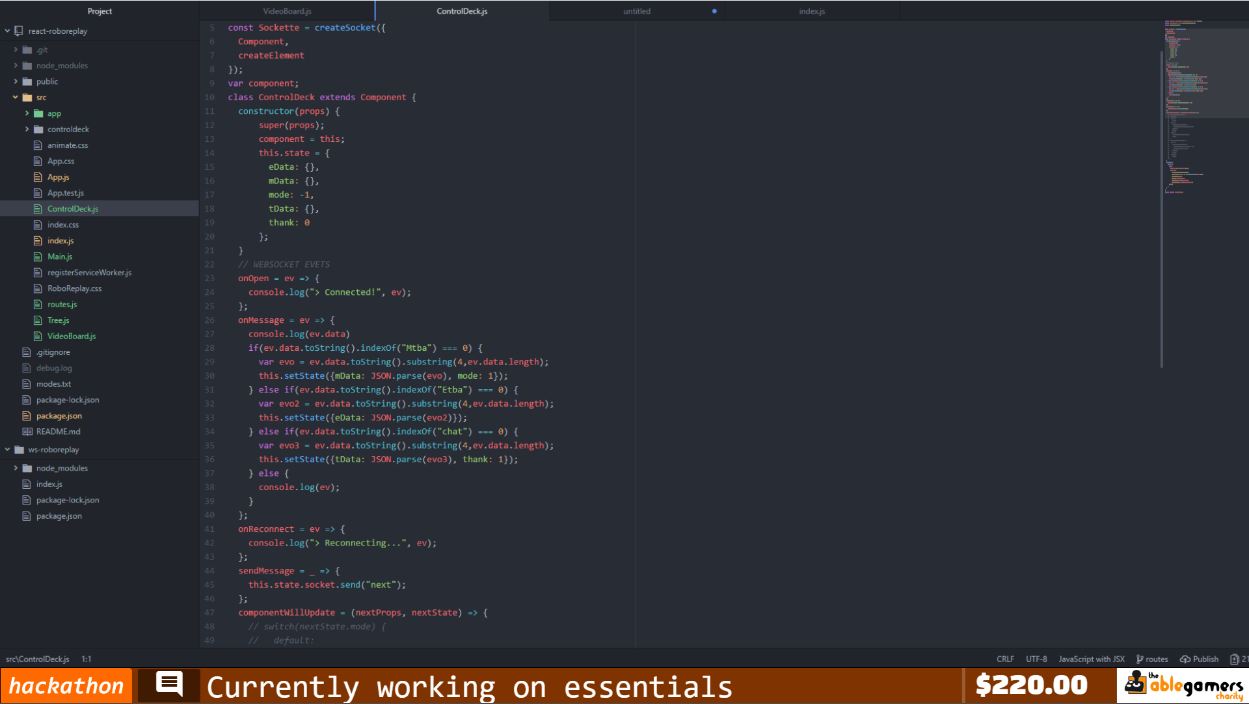 Project
VideoBoard.js
ControlDeck.js
untitled
index.js
react-roboreplay
.git
node_modules
public
src
app
controldeck
animate.css
App.css
App.js
App.test.js
ControlDeck.js
index.css
index.js
Main.js
registerServiceWorker.js
RoboReplay.css
routes.js
Tree.js
VideoBoard.js
.gitignore
debug.log
modes.txt
package-lock.json
package.json
README.md
ws-roboreplay
node_modules
index.js
package-lock.json
package.json
5 const Sockette = createSocket({
6 Component,
7 createElement
8 });
9 var component;
10 class ControlDeck extends Component {
11 constructor(props) {
12 super(props);
13 component = this;
14 this.state = {
15 eData: {},
16 mData: {},
17 mode: -1,
18 tData: {},
19 thank: 0
20 };
21 }
22 // WEBSOCKET EVETS
23 onOpen = ev => {
24 console.log("> Connected!", ev);
25 };
26 onMessage = ev => {
27 console.log(ev.data)
28 if(ev.data.toString().indexOf("Mtba") === 0) {
29 var evo = ev.data.toString().substring(4,ev.data.length);
30 this.setState({mData: JSON.parse(evo), mode: 1});
31 } else if(ev.data.toString().indexOf("Etba") === 0) {
32 var evo2 = ev.data.toString().substring(4,ev.data.length);
33 this.setState({eData: JSON.parse(evo2)});
34 } else if(ev.data.toString().indexOf("chat") === 0) {
35 var evo3 = ev.data.toString().substring(4,ev.data.length);
36 this.setState({tData: JSON.parse(evo3), thank: 1});
37 } else {
38 console.log(ev);
39 }
40 };
41 onReconnect = ev => {
42 console.log("> Reconnecting...", ev);
43 };
44 sendMessage = _ => {
45 this.state.socket.send("next");
46 };
47 componentWillUpdate = (nextProps, nextState) => {
48 // switch(nextState.mode) {
49 // default:
src\ControlDeck.js 1:1
CRLF UTF-8 JavaScript with JSX routes Publish 21
hackathon
Currently working on essentials
$220.00
the
ablegamers
charity